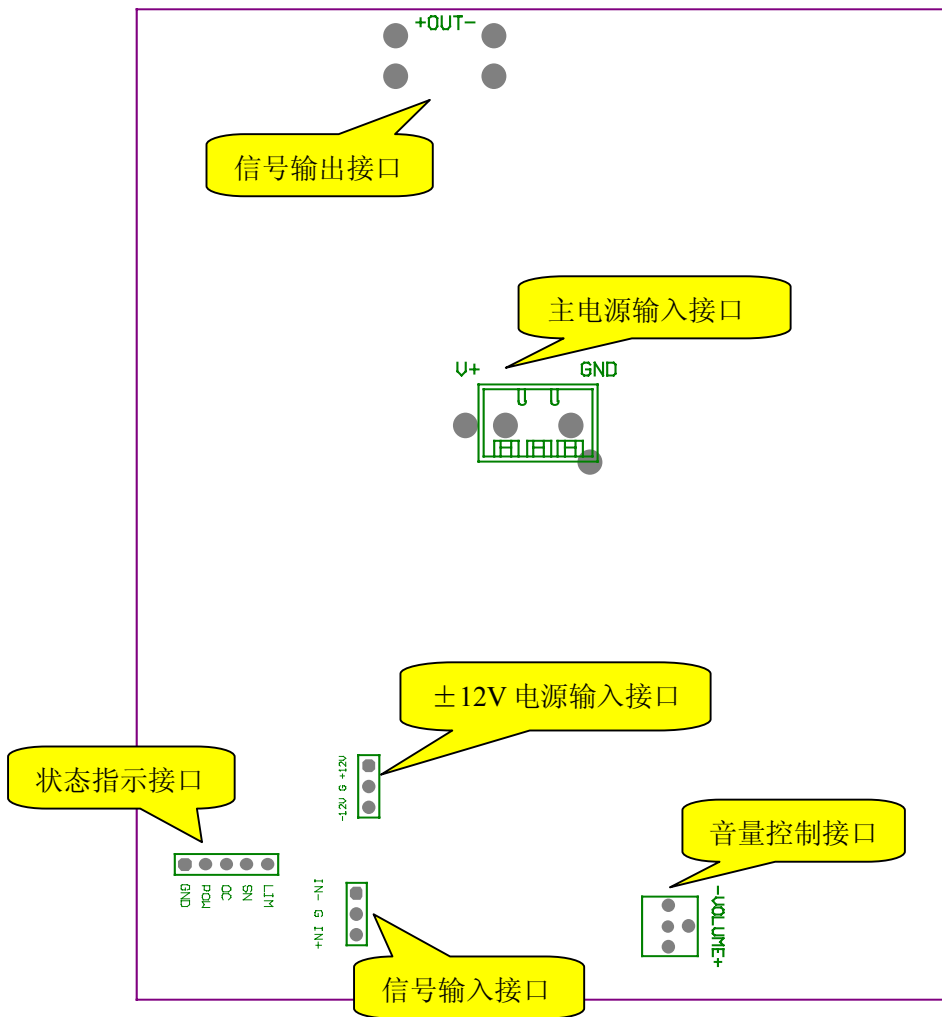 +OUT-
信号输出接口
主电源输入接口
V+
GND
±12V 电源输入接口
状态指示接口
-12V G +12V
音量控制接口
GND
POW
OC
SN
LIM
IN- G IN+
-VOLUME+
信号输入接口